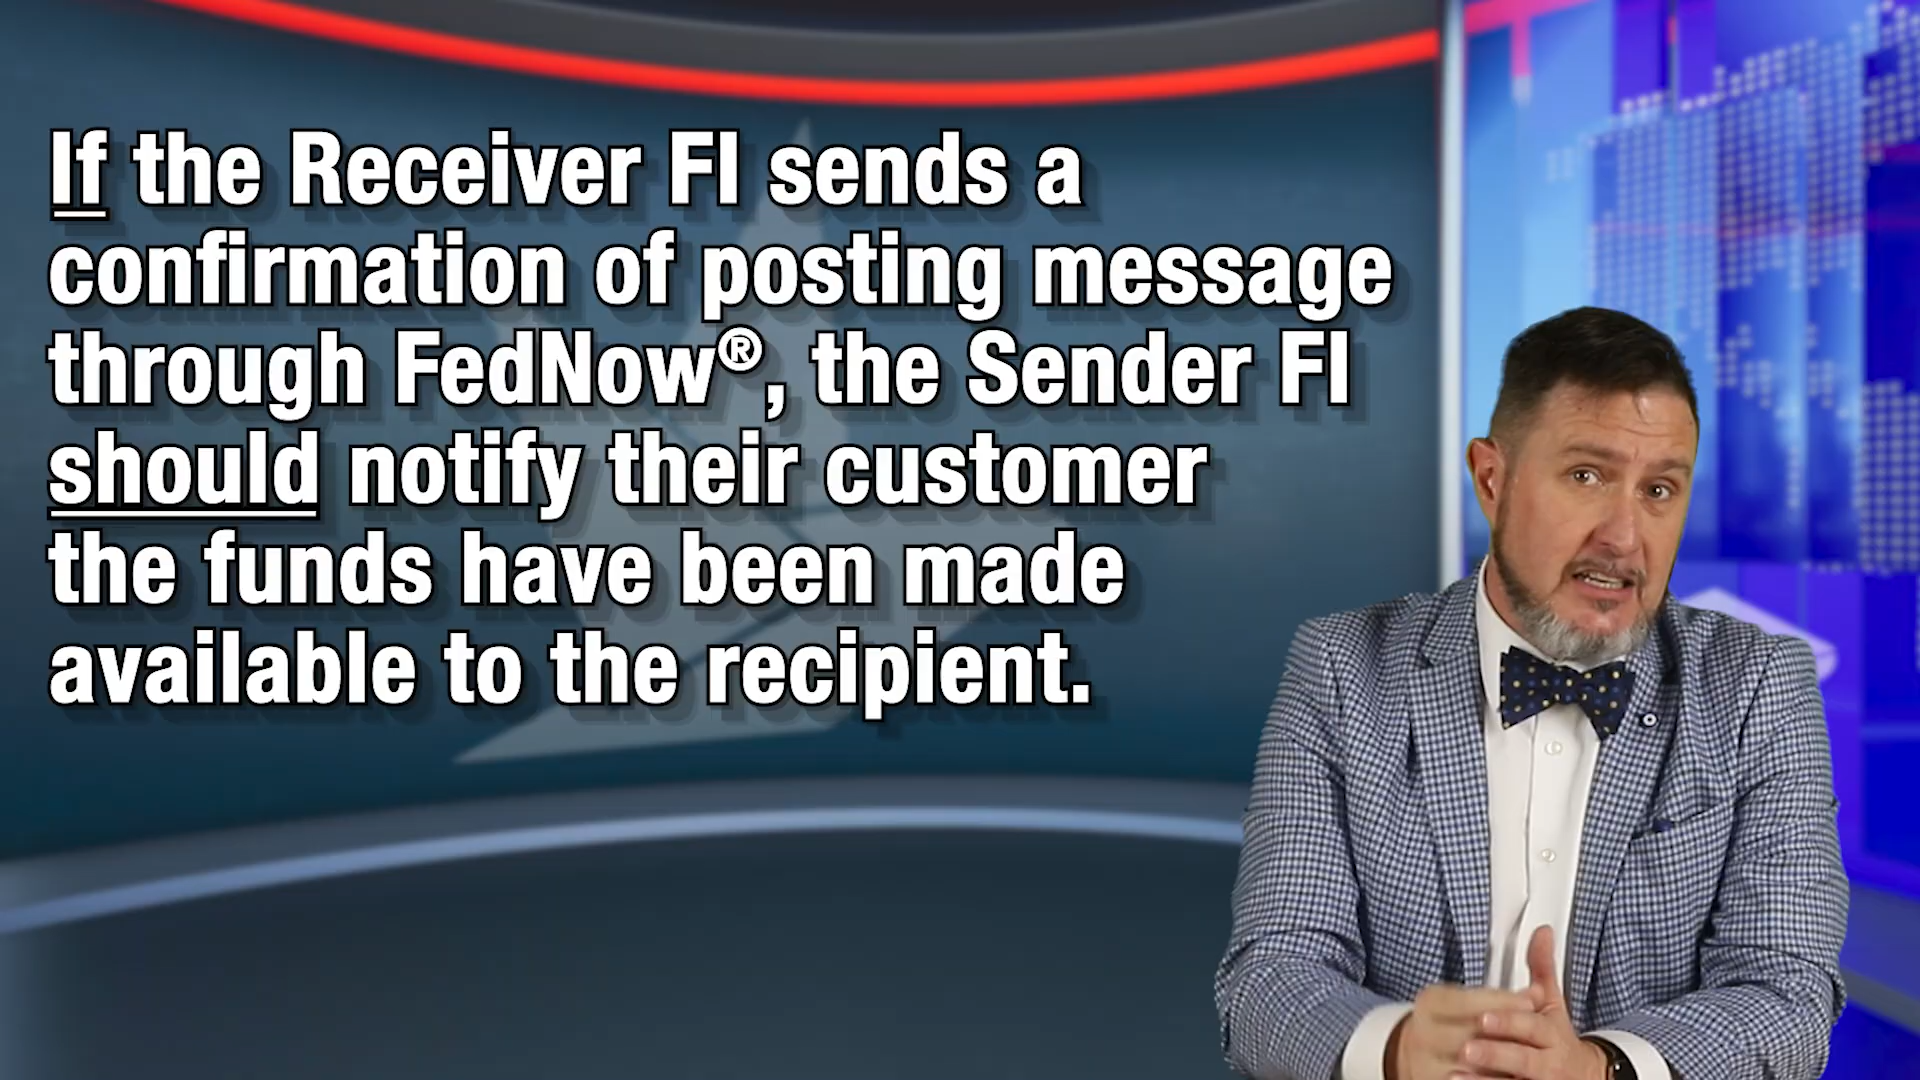 If the Receiver FI sends a
confirmation of posting message
through FedNow®, the Sender FI
should notify their customer
the funds have been made
available to the recipient.